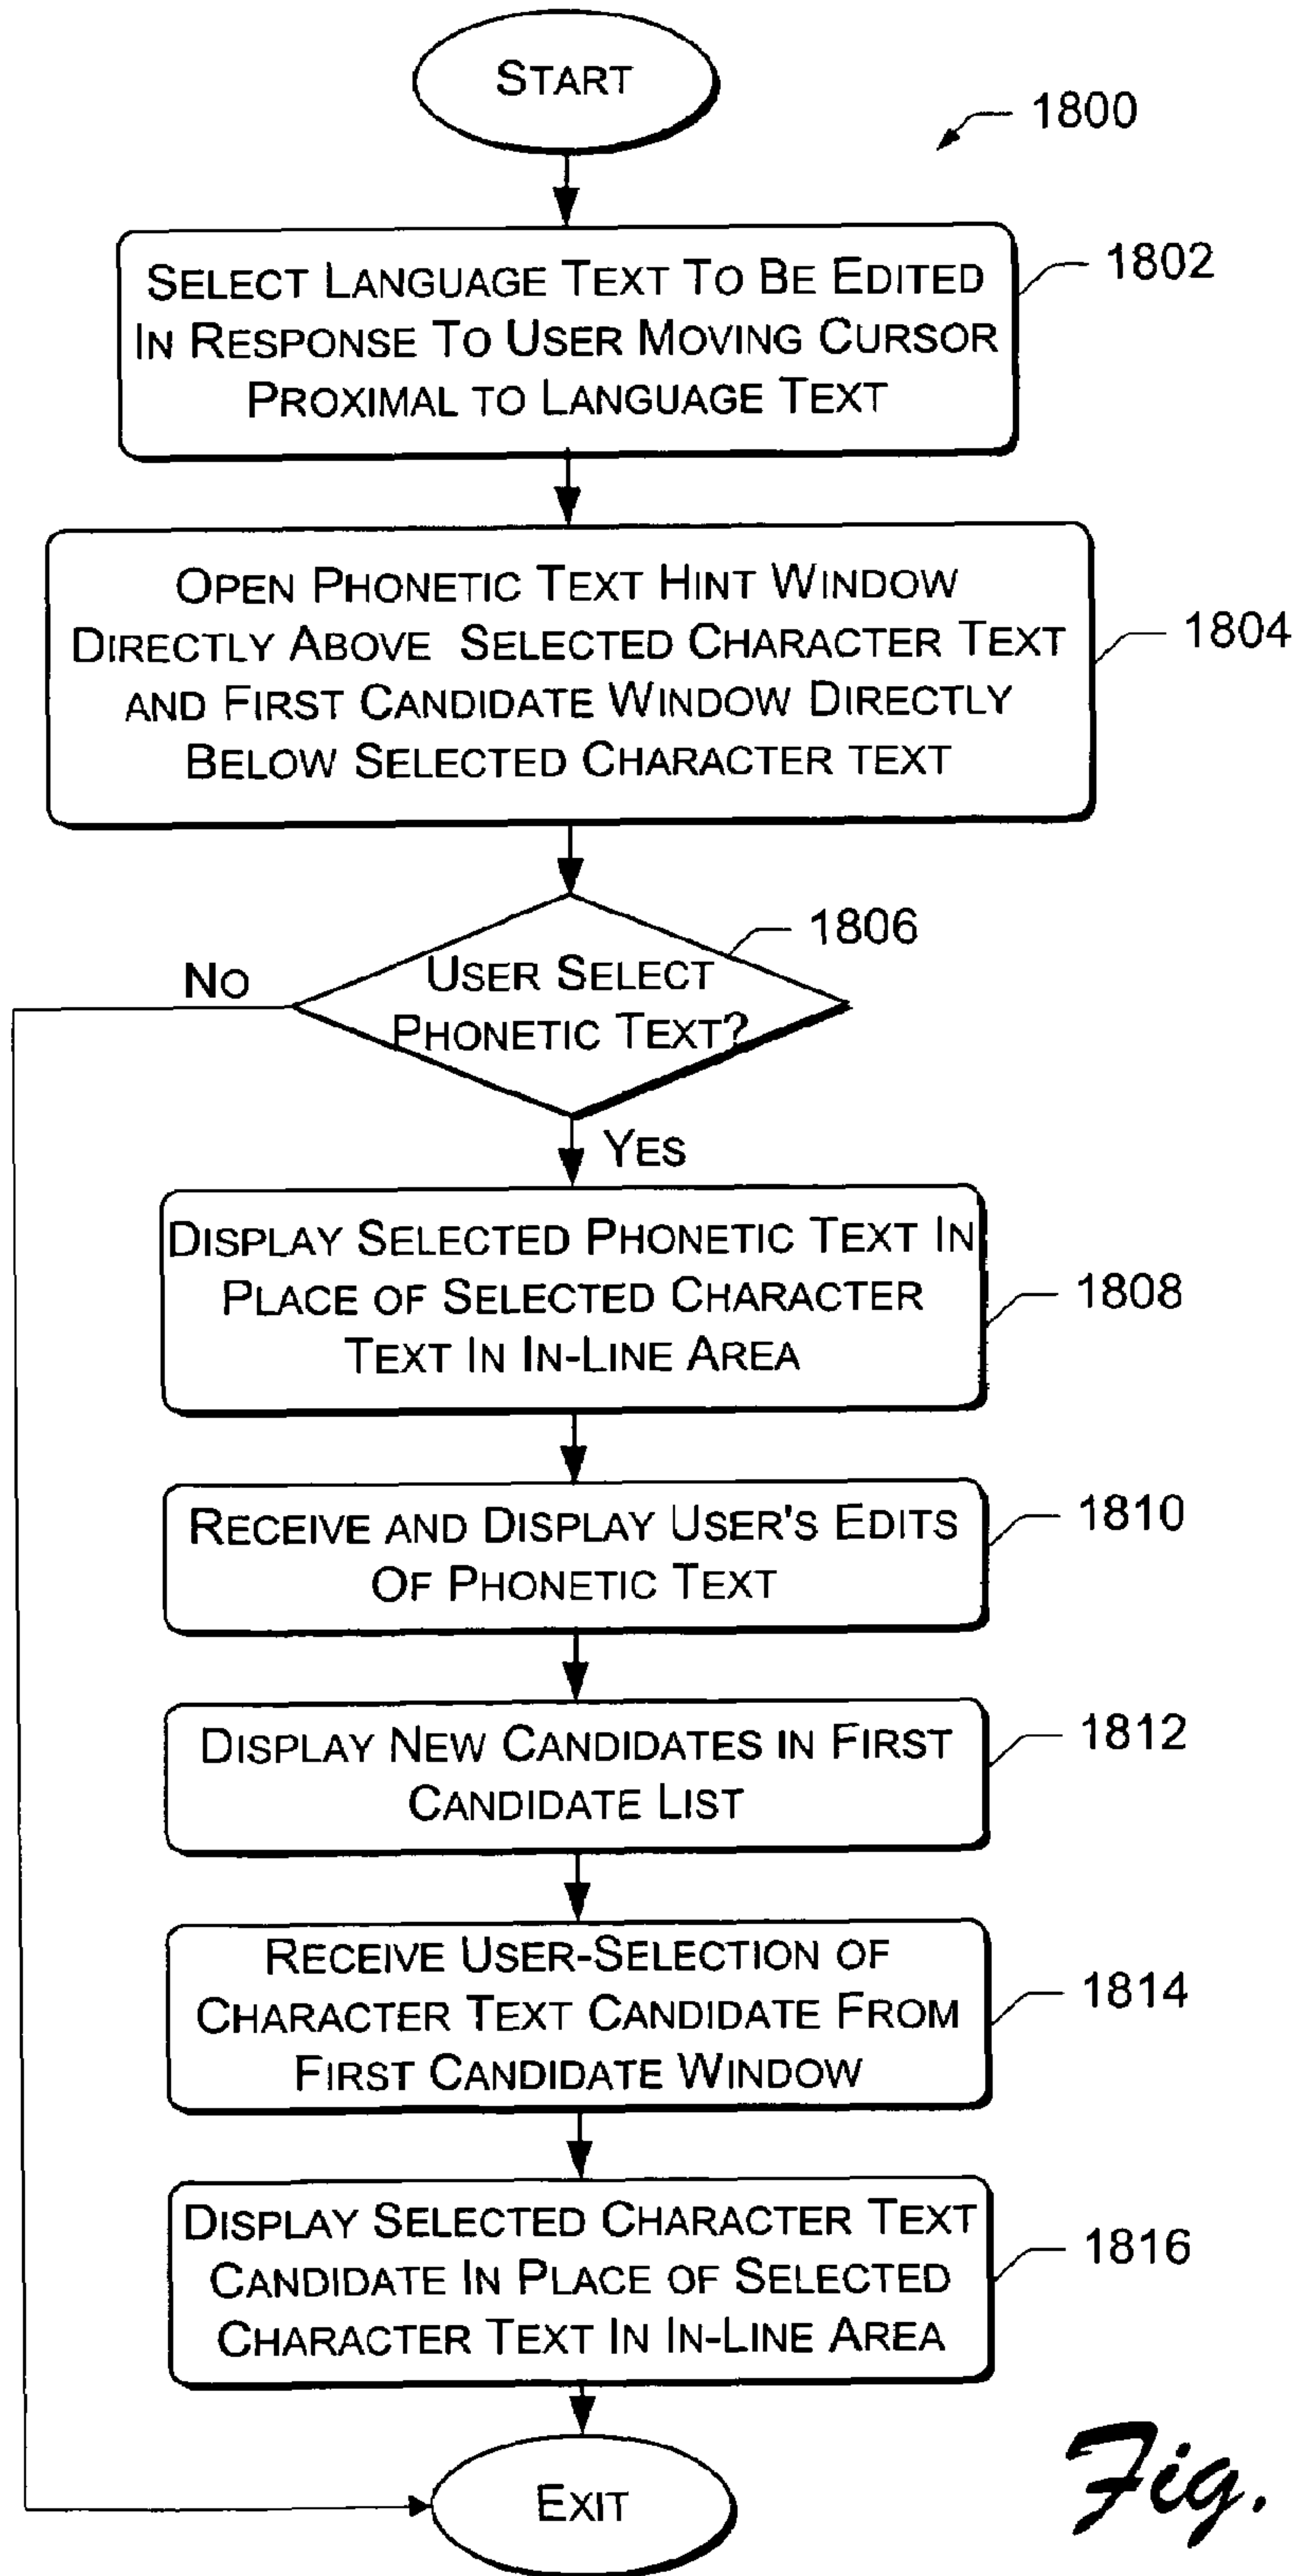 START
1800
SELECT LANGUAGE TEXT TO BE EDITED
IN RESPONSE TO USER MOVING CURSOR
PROXIMAL TO LANGUAGE TEXT
1802
OPEN PHONETIC TEXT HINT WINDOW
DIRECTLY ABOVE SELECTED CHARACTER TEXT
AND FIRST CANDIDATE WINDOW DIRECTLY
BELOW SELECTED CHARACTER TEXT
1804
USER SELECT
PHONETIC TEXT?
1806
NO
YES
DISPLAY SELECTED PHONETIC TEXT IN
PLACE OF SELECTED CHARACTER
TEXT IN IN-LINE AREA
1808
RECEIVE AND DISPLAY USER'S EDITS
OF PHONETIC TEXT
1810
DISPLAY NEW CANDIDATES IN FIRST
CANDIDATE LIST
1812
RECEIVE USER-SELECTION OF
CHARACTER TEXT CANDIDATE FROM
FIRST CANDIDATE WINDOW
1814
DISPLAY SELECTED CHARACTER TEXT
CANDIDATE IN PLACE OF SELECTED
CHARACTER TEXT IN IN-LINE AREA
1816
EXIT
Fig.